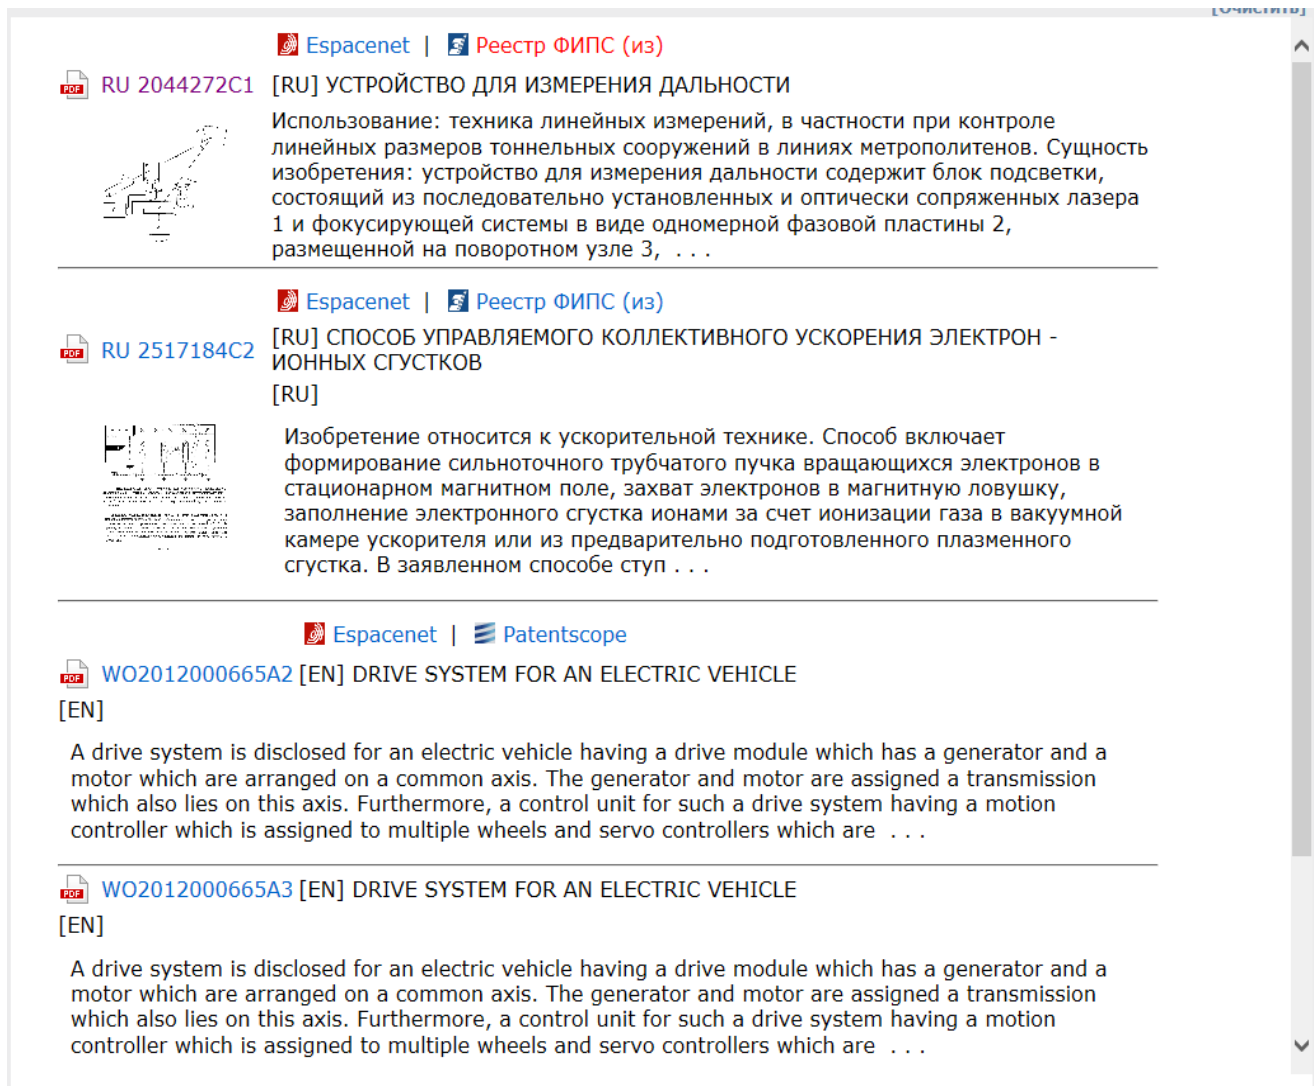 [Очистить]
Espacenet | Реестр ФИПС (из)
RU 2044272C1 [RU] УСТРОЙСТВО ДЛЯ ИЗМЕРЕНИЯ ДАЛЬНОСТИ
Использование: техника линейных измерений, в частности при контроле
линейных размеров тоннельных сооружений в линиях метрополитенов. Сущность
изобретения: устройство для измерения дальности содержит блок подсветки,
состоящий из последовательно установленных и оптически сопряженных лазера
1 и фокусирующей системы в виде одномерной фазовой пластины 2,
размещенной на поворотном узле 3, . . .
Espacenet | Реестр ФИПС (из)
RU 2517184C2 [RU] СПОСОБ УПРАВЛЯЕМОГО КОЛЛЕКТИВНОГО УСКОРЕНИЯ ЭЛЕКТРОН -
ИОННЫХ СГУСТКОВ
[RU]
Изобретение относится к ускорительной технике. Способ включает
формирование сильноточного трубчатого пучка вращающихся электронов в
стационарном магнитном поле, захват электронов в магнитную ловушку,
заполнение электронного сгустка ионами за счет ионизации газа в вакуумной
камере ускорителя или из предварительно подготовленного плазменного
сгустка. В заявленном способе ступ . . .
Espacenet | Patentscope
WO2012000665A2 [EN] DRIVE SYSTEM FOR AN ELECTRIC VEHICLE
[EN]
A drive system is disclosed for an electric vehicle having a drive module which has a generator and a
motor which are arranged on a common axis. The generator and motor are assigned a transmission
which also lies on this axis. Furthermore, a control unit for such a drive system having a motion
controller which is assigned to multiple wheels and servo controllers which are . . .
WO2012000665A3 [EN] DRIVE SYSTEM FOR AN ELECTRIC VEHICLE
[EN]
A drive system is disclosed for an electric vehicle having a drive module which has a generator and a
motor which are arranged on a common axis. The generator and motor are assigned a transmission
which also lies on this axis. Furthermore, a control unit for such a drive system having a motion
controller which is assigned to multiple wheels and servo controllers which are . . .